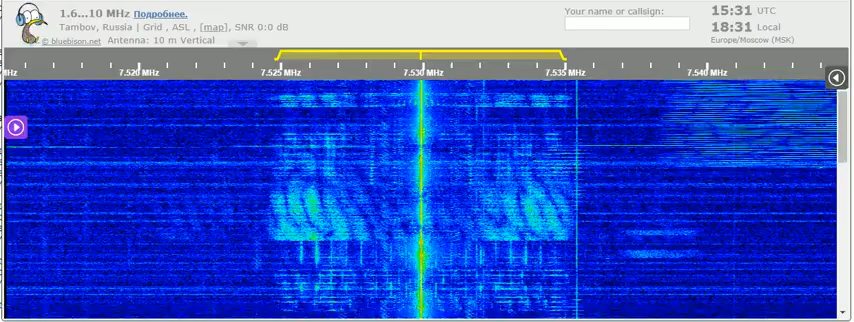 1.6...10 MHz Подробнее.
Tambov, Russia | Grid , ASL , [map], SNR 0:0 dB
© bluebison.net Antenna: 10 m Vertical
Your name or callsign:
15:31 UTC
18:31 Local
Europe/Moscow (MSK)
MHz 7.520 MHz 7.525 MHz 7.530 MHz 7.535 MHz 7.540 MHz